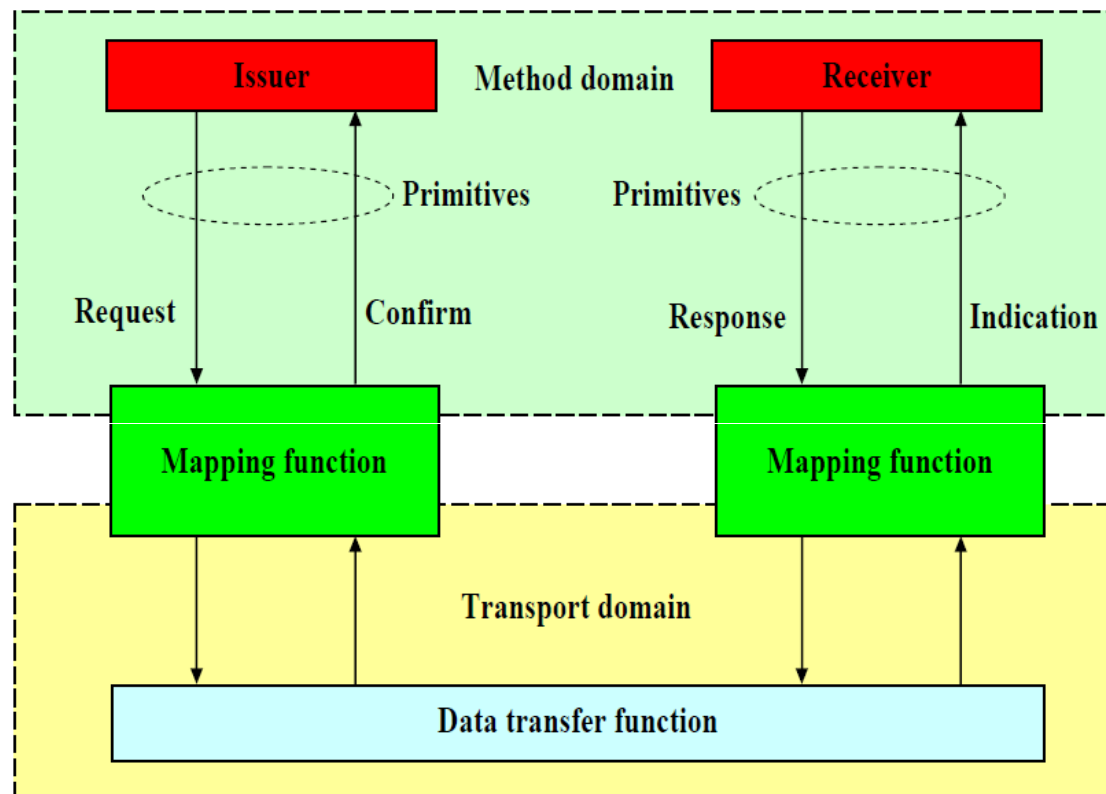 Issuer
Method domain
Receiver
Primitives
Primitives
Request
Confirm
Response
Indication
Mapping function
Mapping function
Transport domain
Data transfer function